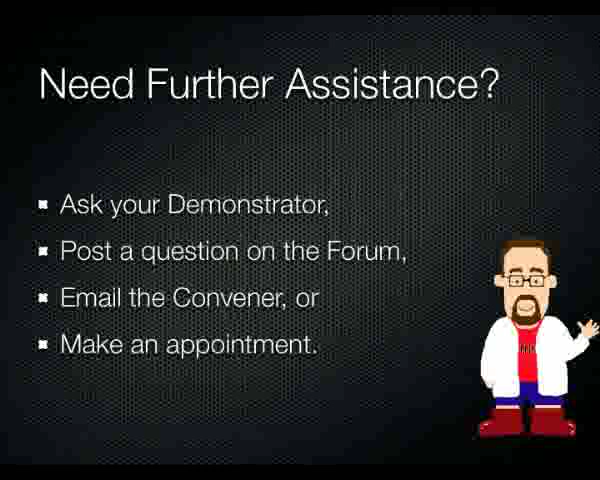 Need Further Assistance?
Ask your Demonstrator,
Post a question on the Forum,
Email the Convener, or
Make an appointment.